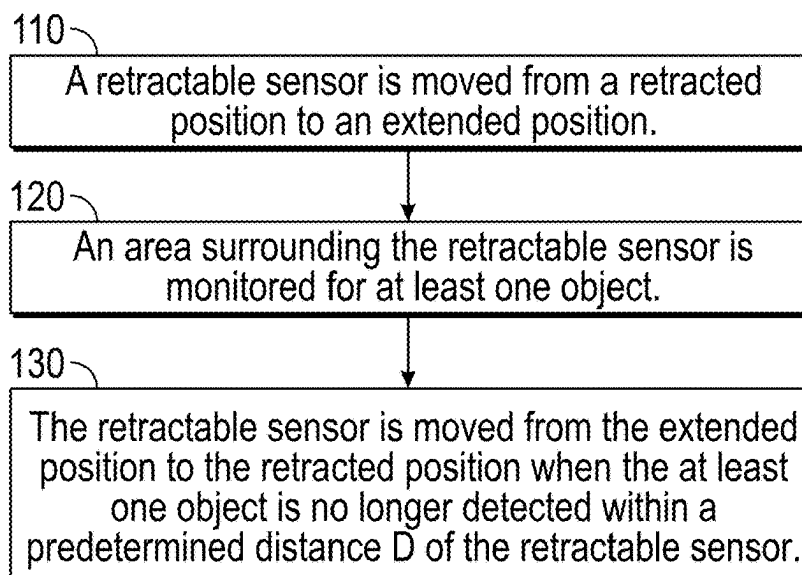 110
A retractable sensor is moved from a retracted
position to an extended position.
120
An area surrounding the retractable sensor is
monitored for at least one object.
130
The retractable sensor is moved from the extended
position to the retracted position when the at least
one object is no longer detected within a
predetermined distance D of the retractable sensor.